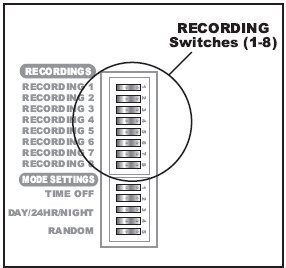 RECORDING
Switches (1-8)
RECORDINGS
RECORDING 1
RECORDING 2
RECORDING 3
RECORDING 4
RECORDING 5
RECORDING 6
RECORDING 7
RECORDING 8
MODE SETTINGS
TIME OFF
DAY/24HR/NIGHT
RANDOM